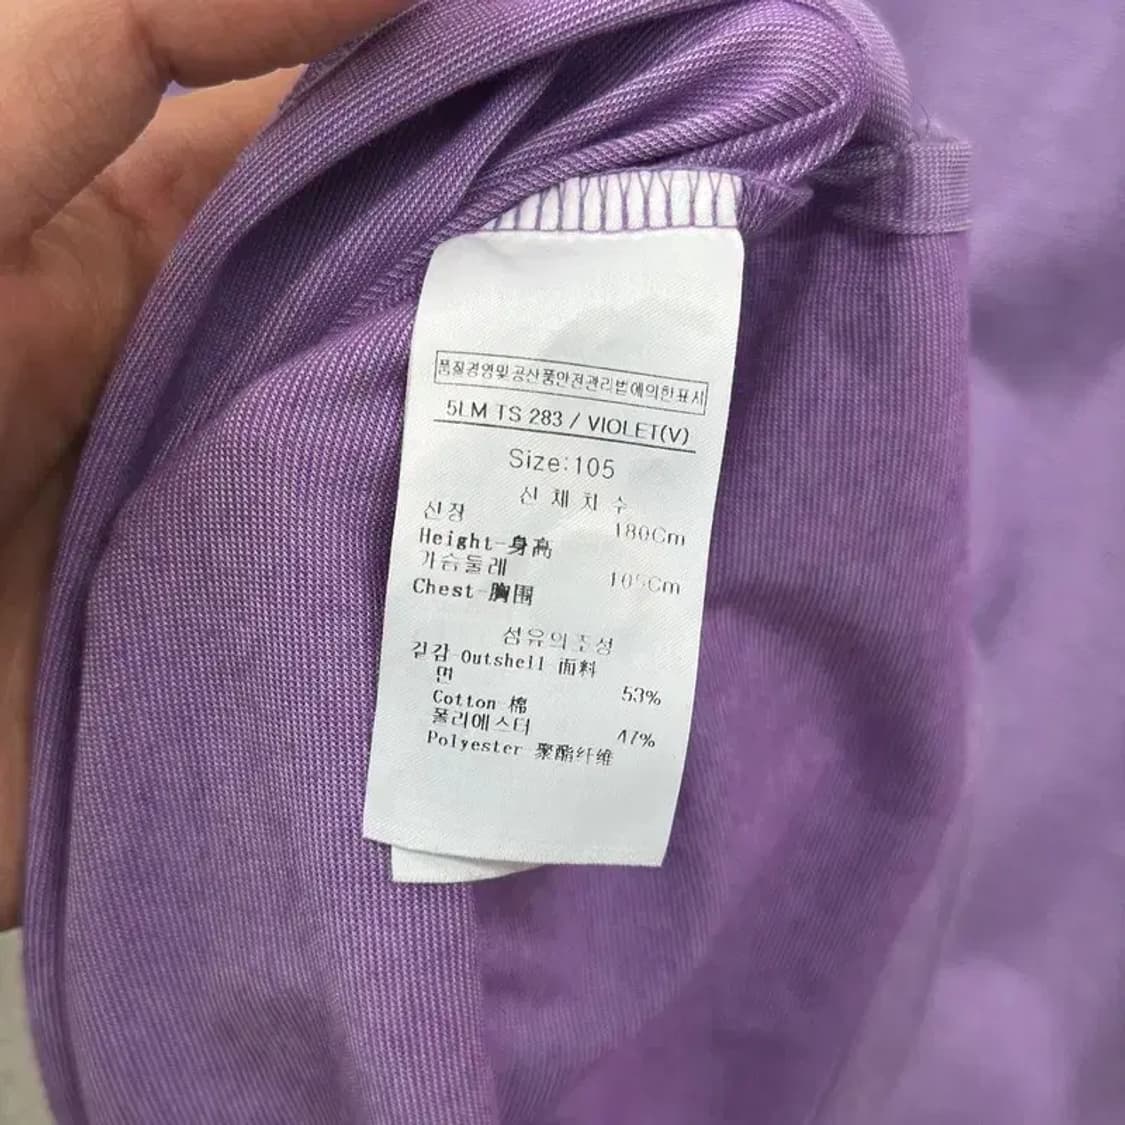 품질경영및공산품안전관리법에의한표시
5LM TS 283 / VIOLET(V)
Size:105
신 체 치 수
신장 180Cm
Height-身高
가슴둘레 105Cm
Chest-胸围
섬유의조성
겉감-Outshell 面料
면 53%
Cotton 棉
폴리에스터 47%
Polyester 聚酯纤维